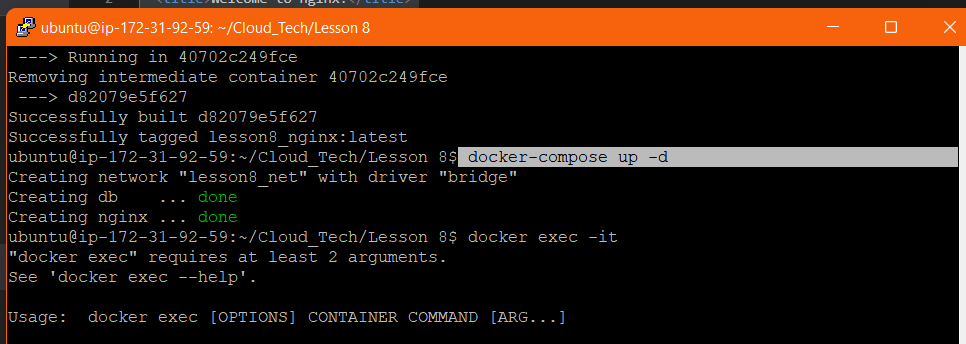 2 <title>Welcome to nginx!</title>
ubuntu@ip-172-31-92-59: ~/Cloud_Tech/Lesson 8
---> Running in 40702c249fce
Removing intermediate container 40702c249fce
---> d82079e5f627
Successfully built d82079e5f627
Successfully tagged lesson8_nginx:latest
ubuntu@ip-172-31-92-59:~/Cloud_Tech/Lesson 8$ docker-compose up -d
Creating network "lesson8_net" with driver "bridge"
Creating db    ... done
Creating nginx ... done
ubuntu@ip-172-31-92-59:~/Cloud_Tech/Lesson 8$ docker exec -it
"docker exec" requires at least 2 arguments.
See 'docker exec --help'.
Usage:  docker exec [OPTIONS] CONTAINER COMMAND [ARG...]